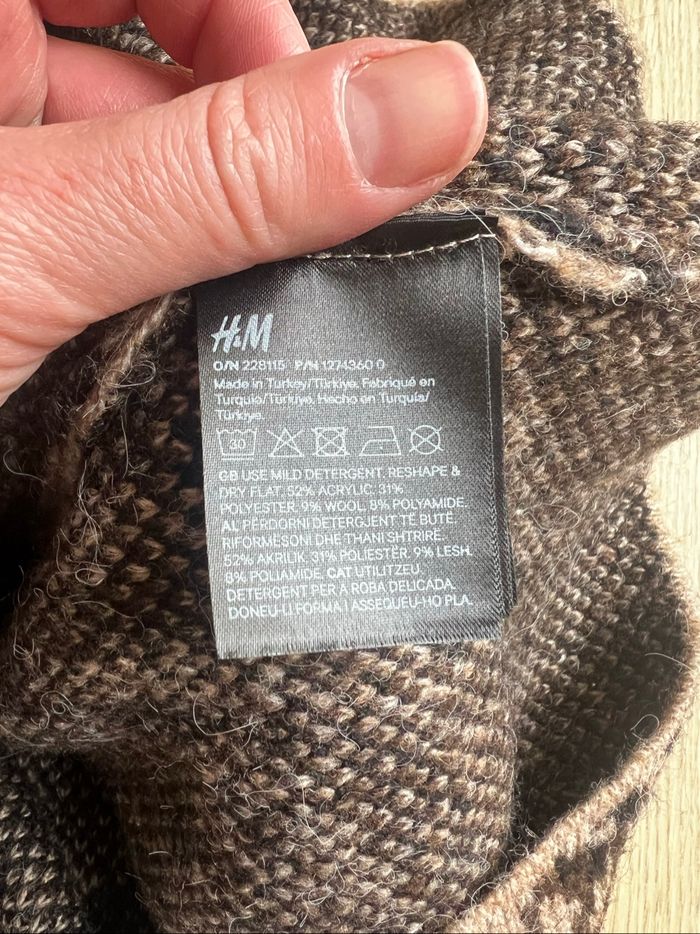 H&M
O/N 228115 P/N 1274360 0
Made in Turkey/Türkiye. Fabriqué en
Turquie/Türkiye. Hecho en Turquía/
Türkiye.
40
GB USE MILD DETERGENT. RESHAPE &
DRY FLAT. 52% ACRYLIC. 31%
POLYESTER. 9% WOOL. 8% POLYAMIDE.
AL PËRDORNI DETERGJENT TË BUTË.
RIFORMËSONI DHE THANI SHTRIRË.
52% AKRILIK. 31% POLIESTËR. 9% LESH.
8% POLIAMIDE. CAT UTILITZEU
DETERGENT PER A ROBA DELICADA.
DONEU-LI FORMA I ASSEQUEU-HO PLA.